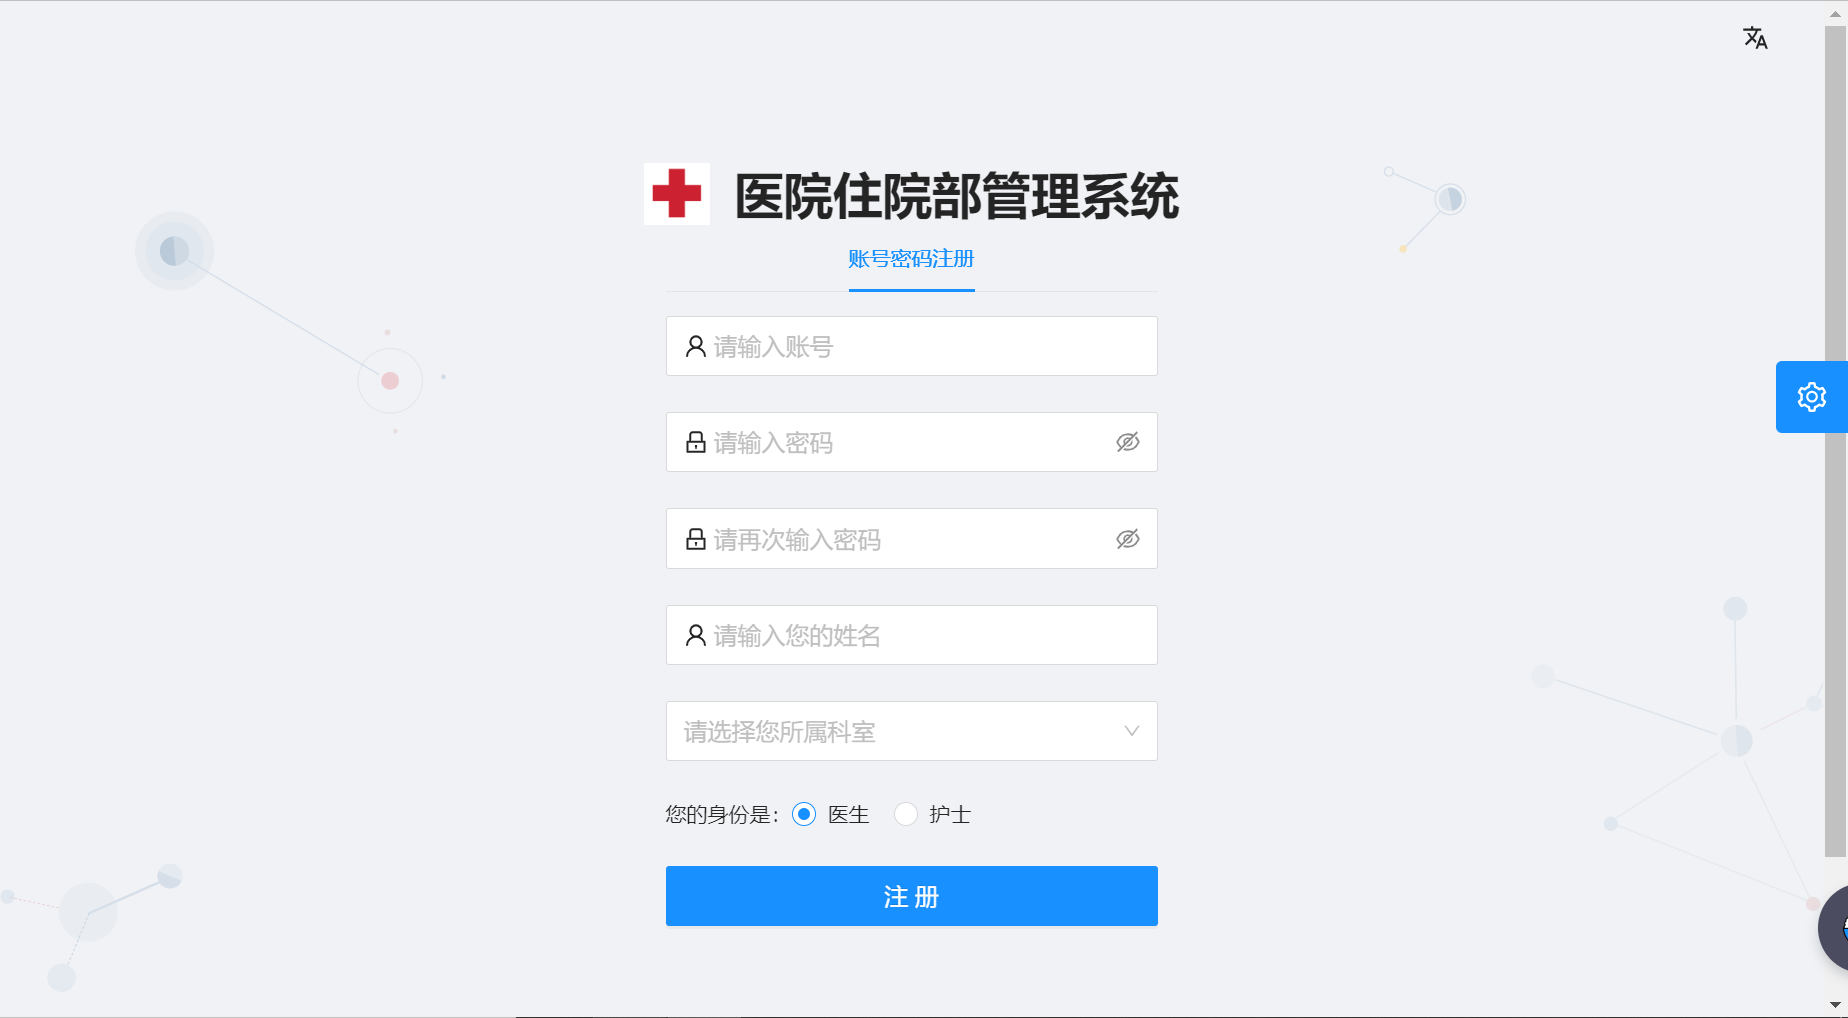 医院住院部管理系统
账号密码注册
请输入账号
请输入密码
请再次输入密码
请输入您的姓名
请选择您所属科室
您的身份是： 医生 护士
注 册